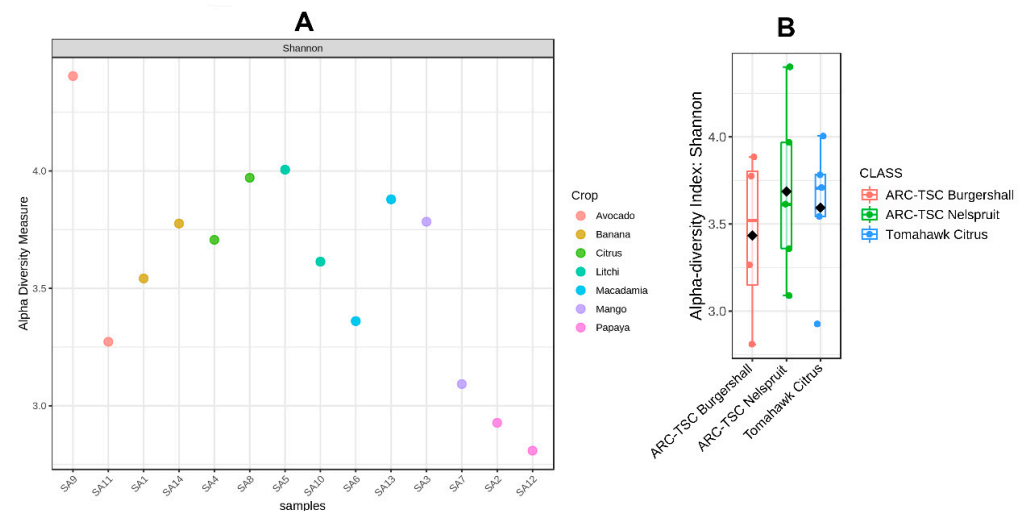 A
Shannon
Alpha Diversity Measure
4.0
3.5
3.0
SA9
SA11
SA1
SA14
SA4
SA8
SA5
SA10
SA6
SA13
SA3
SA7
SA2
SA12
samples
Crop
Avocado
Banana
Citrus
Litchi
Macadamia
Mango
Papaya
B
Alpha-diversity Index: Shannon
4.0
3.5
3.0
ARC-TSC Burgershall
ARC-TSC Nelspruit
Tomahawk Citrus
CLASS
ARC-TSC Burgershall
ARC-TSC Nelspruit
Tomahawk Citrus